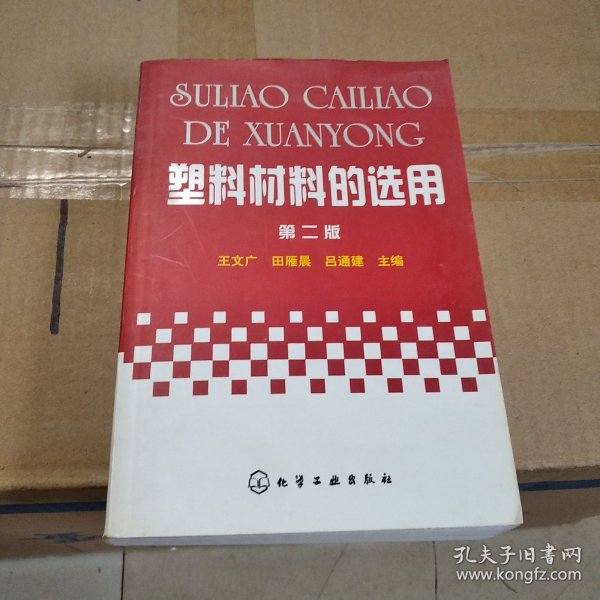 SULIAO CAILIAO
DE XUANYONG
塑料材料的选用
第二版
王文广 田雁晨 吕通建 主编
化学工业出版社
孔夫子旧书网
www.kongfz.com